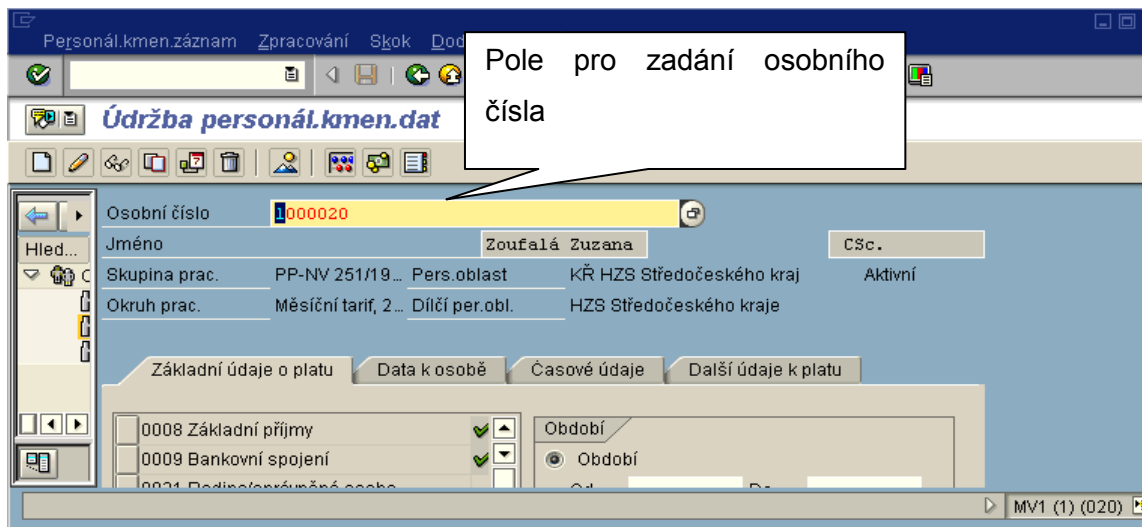 Personál.kmen.záznam Zpracování Skok Dod
Pole pro zadání osobního
čísla
Údržba personál.kmen.dat
Osobní číslo 1000020
Hled...
Jméno Zoufalá Zuzana CSc.
Skupina prac. PP-NV 251/19... Pers.oblast KŘ HZS Středočeského kraj Aktivní
Okruh prac. Měsíční tarif, 2... Dílčí per.obl. HZS Středočeského kraje
Základní údaje o platu Data k osobě Časové údaje Další údaje k platu
0008 Základní příjmy Období
0009 Bankovní spojení Období
MV1 (1) (020)